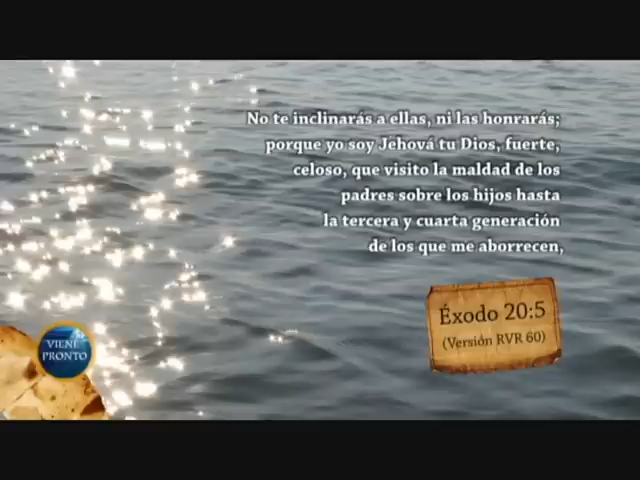 No te inclinarás a ellas, ni las honrarás;
porque yo soy Jehová tu Dios, fuerte,
celoso, que visito la maldad de los
padres sobre los hijos hasta
la tercera y cuarta generación
de los que me aborrecen,
Éxodo 20:5
(Versión RVR 60)
VIENE
PRONTO